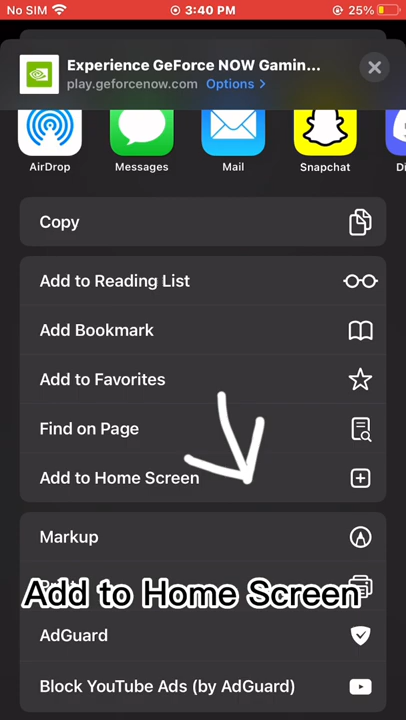 No SIM 3:40 PM 25%
Experience GeForce NOW Gamin...
play.geforcenow.com Options >
AirDrop Messages Mail Snapchat Di
Copy
Add to Reading List
Add Bookmark
Add to Favorites
Find on Page
Add to Home Screen
Markup
Add to Home Screen
AdGuard
Block YouTube Ads (by AdGuard)